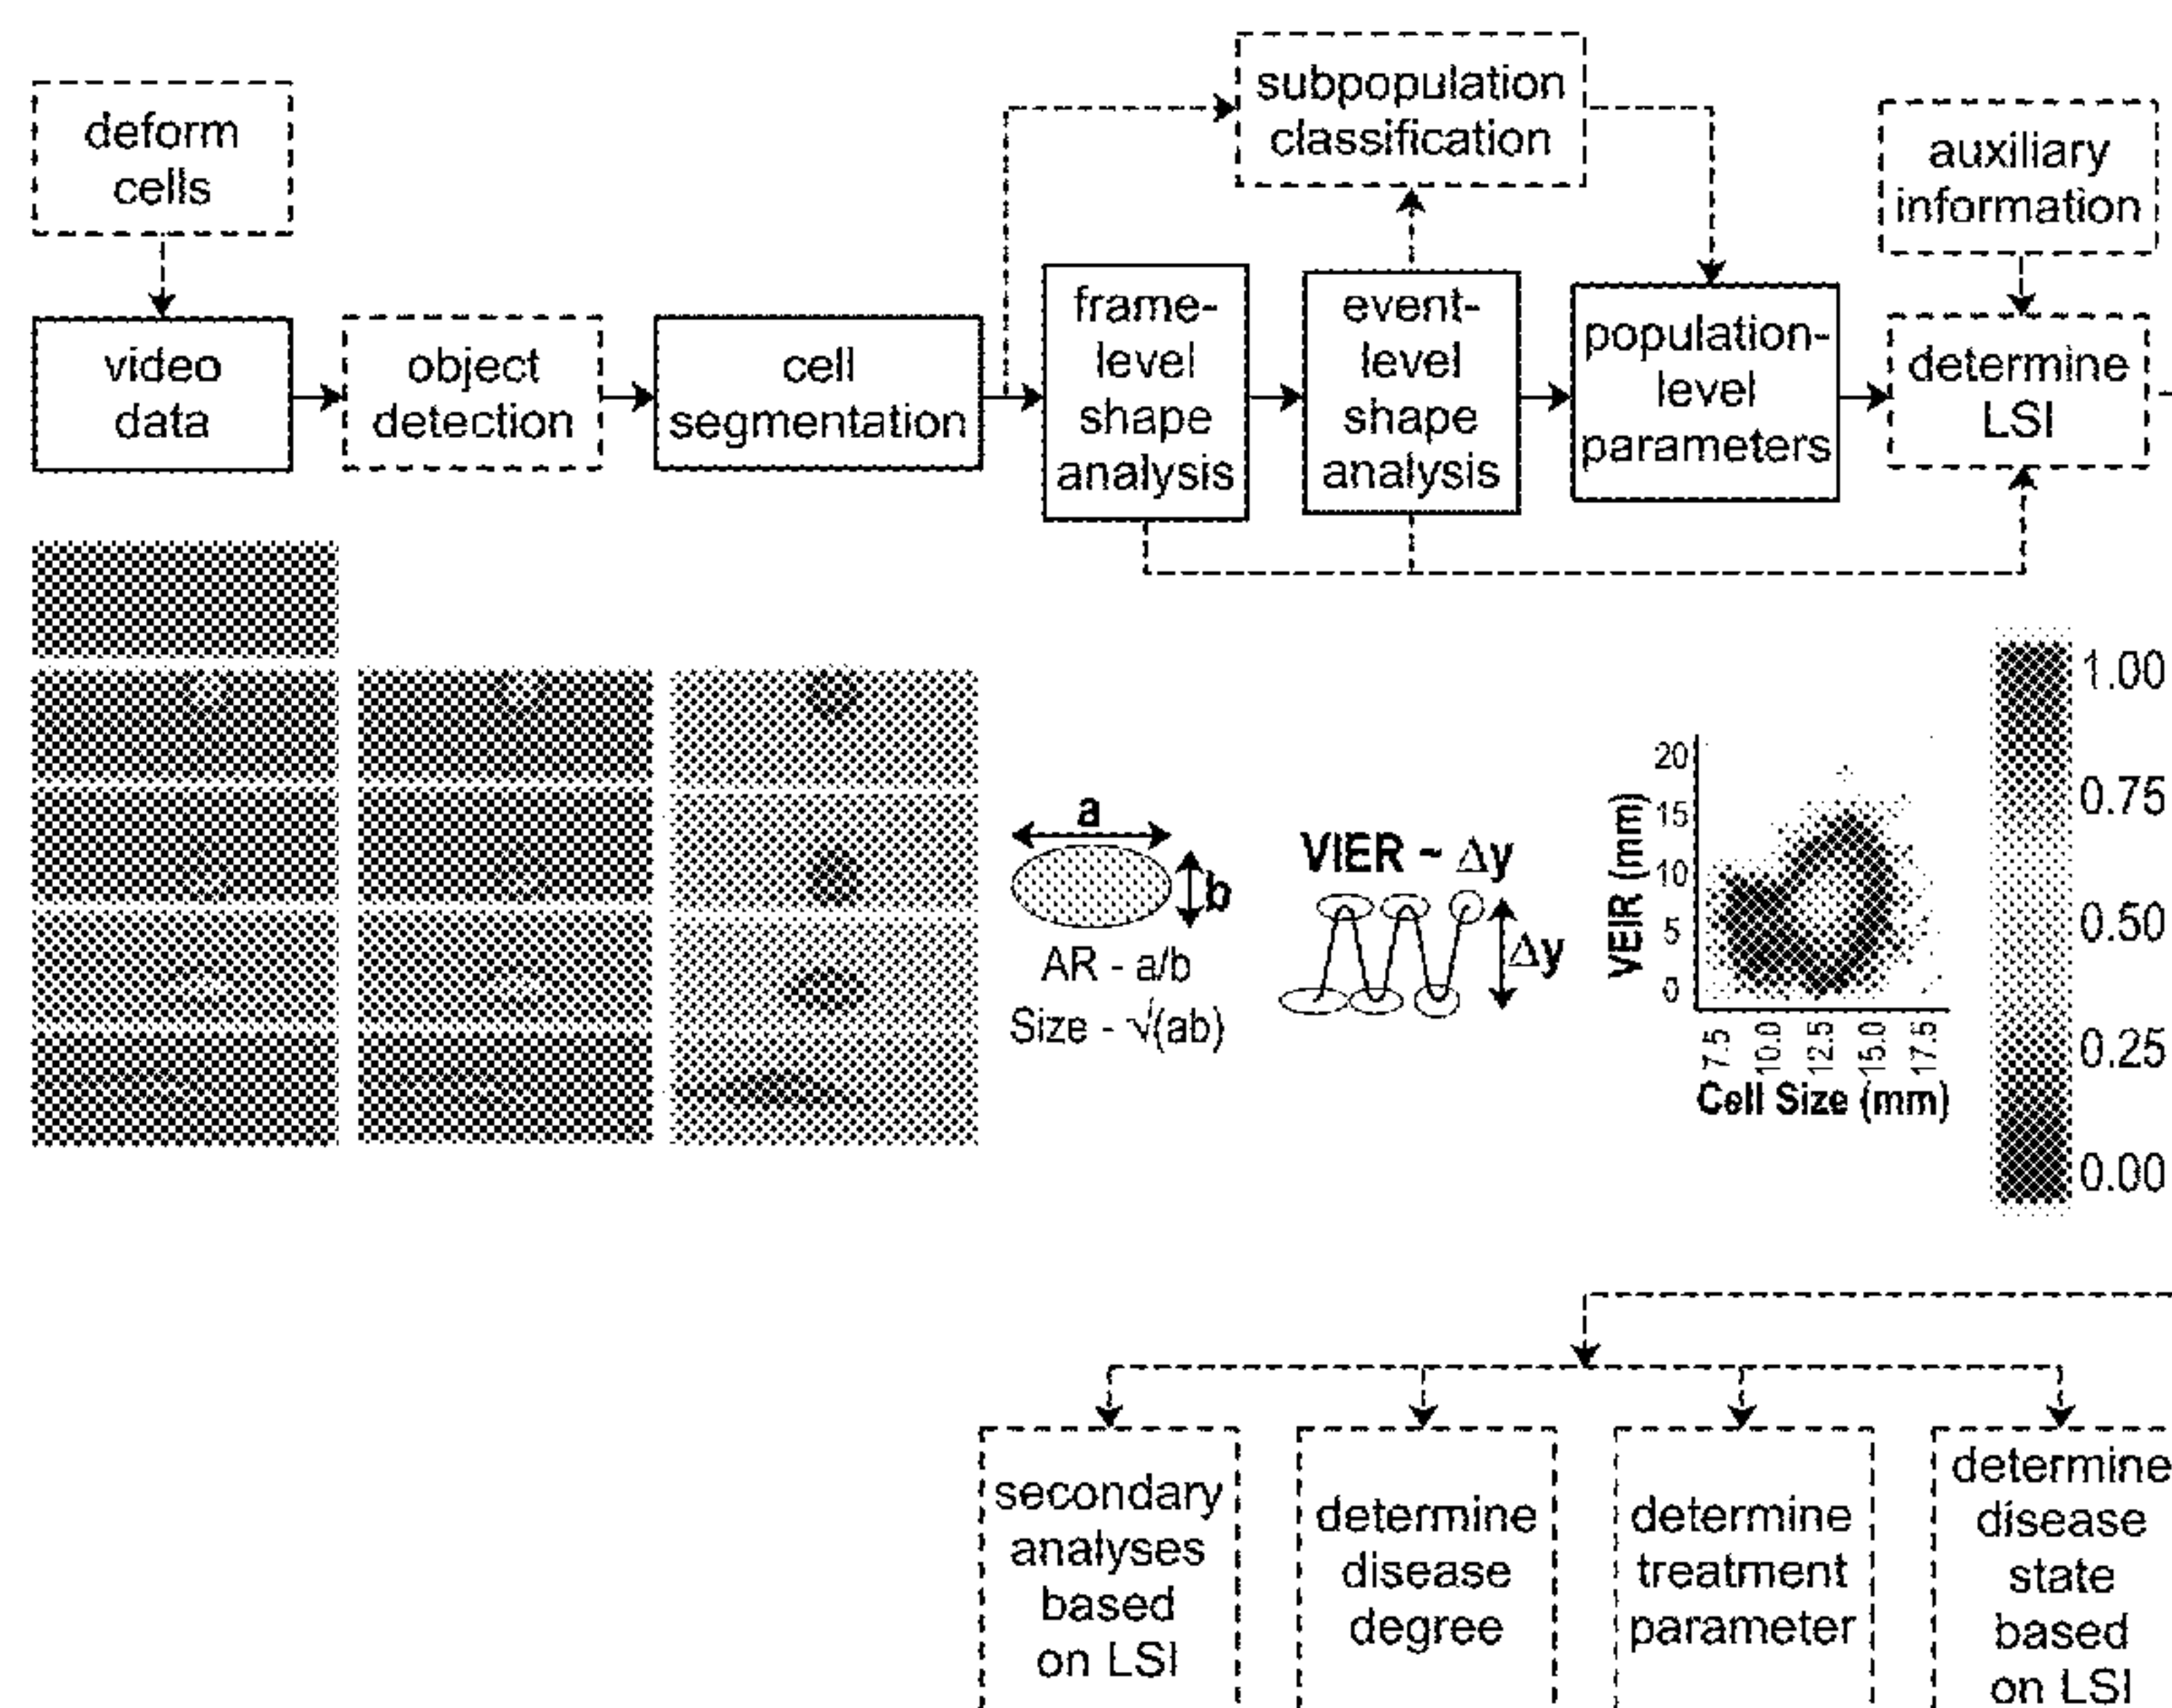 deform
cells
subpopulation
classification
auxiliary
information
video
data
object
detection
cell
segmentation
frame-
level
shape
analysis
event-
level
shape
analysis
population-
level
parameters
determine
LSI
a
b
AR - a/b
Size - √(ab)
VIER ~ Δy
Δy
VEIR (mm)
20
15
10
5
0
7.5
10.0
12.5
15.0
17.5
Cell Size (mm)
1.00
0.75
0.50
0.25
0.00
secondary
analyses
based
on LSI
determine
disease
degree
determine
treatment
parameter
determine
disease
state
based
on LSI